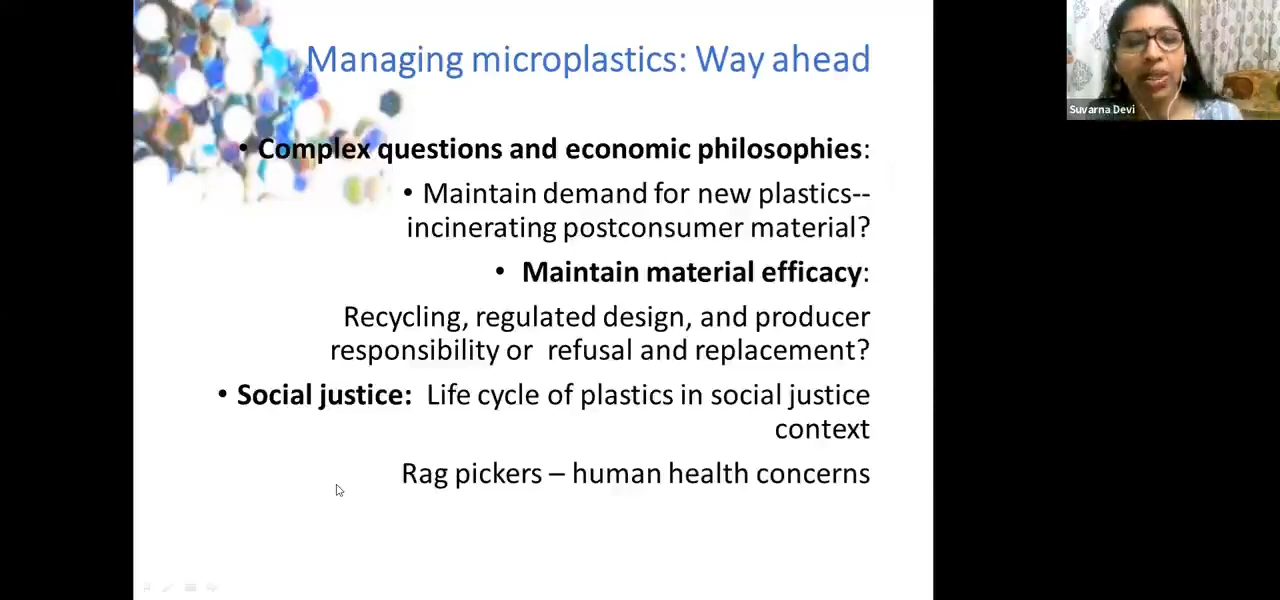 Managing microplastics: Way ahead
• Complex questions and economic philosophies:
• Maintain demand for new plastics--
incinerating postconsumer material?
• Maintain material efficacy:
Recycling, regulated design, and producer
responsibility or refusal and replacement?
• Social justice: Life cycle of plastics in social justice
context
Rag pickers – human health concerns
Suvarna Devi